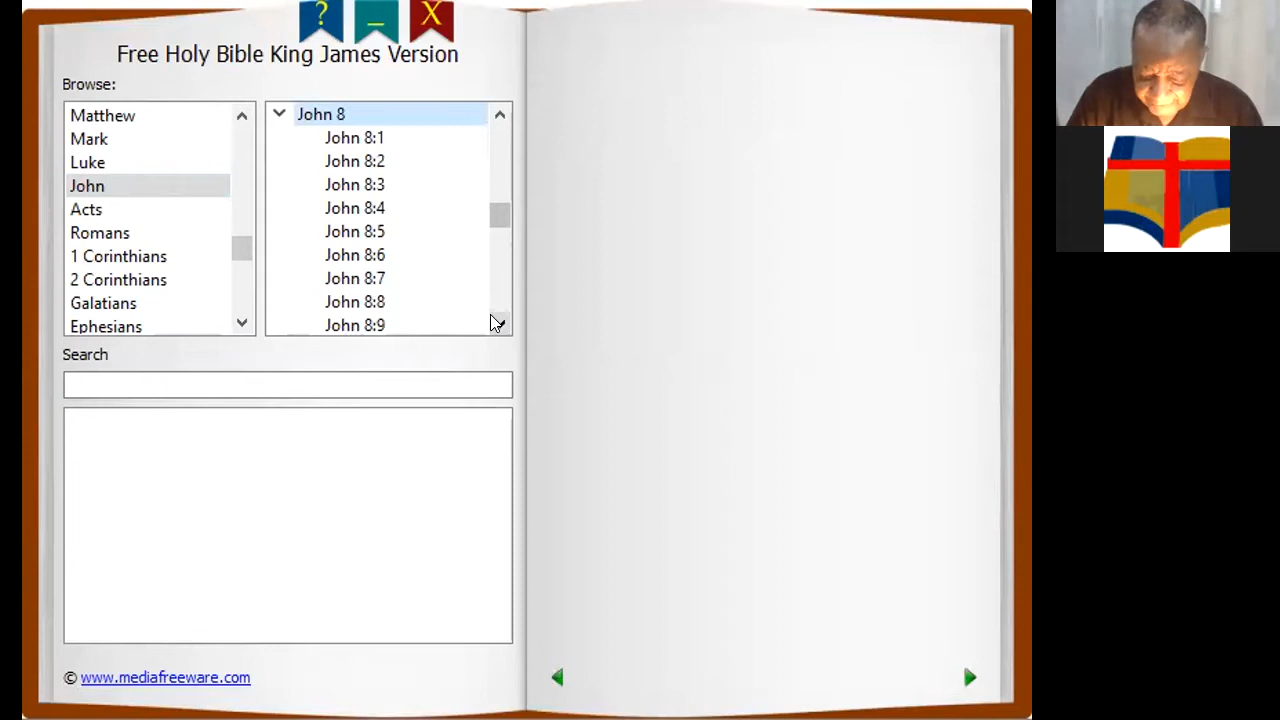 ? _ X
Free Holy Bible King James Version
Browse:
Matthew
Mark
Luke
John
Acts
Romans
1 Corinthians
2 Corinthians
Galatians
Ephesians
John 8
John 8:1
John 8:2
John 8:3
John 8:4
John 8:5
John 8:6
John 8:7
John 8:8
John 8:9
Search
© www.mediafreeware.com